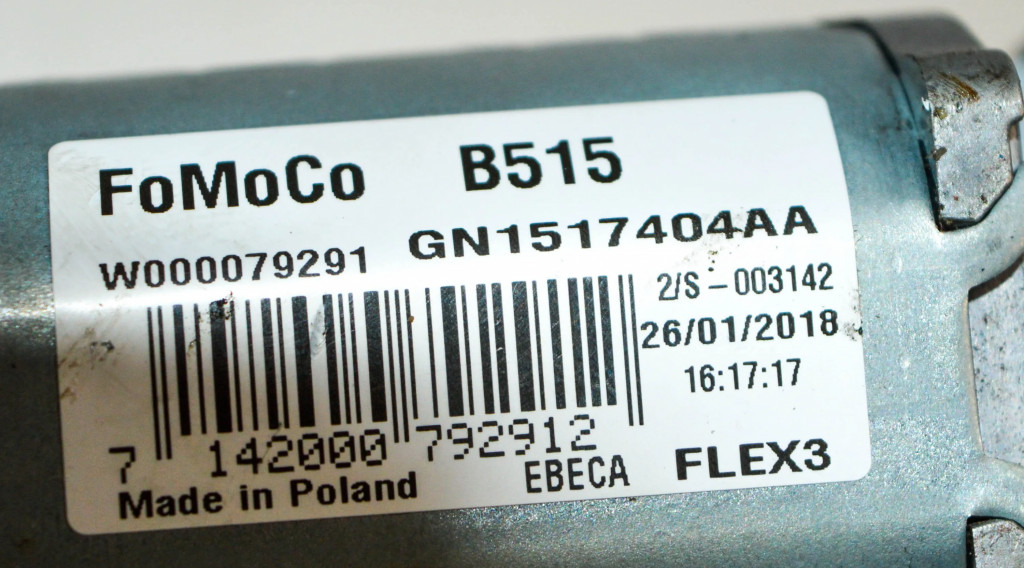 FoMoCo B515
W000079291 GN1517404AA
2/S - 003142
26/01/2018
16:17:17
7 142000 792912
Made in Poland EBECA FLEX3